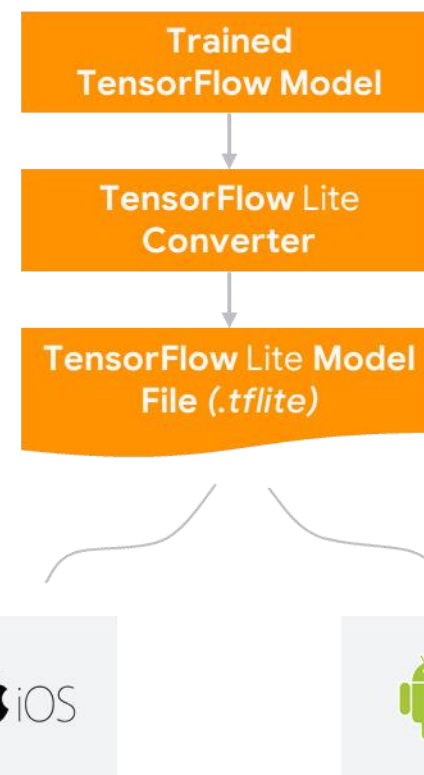 Trained
TensorFlow Model
TensorFlow Lite
Converter
TensorFlow Lite Model
File (.tflite)
iOS